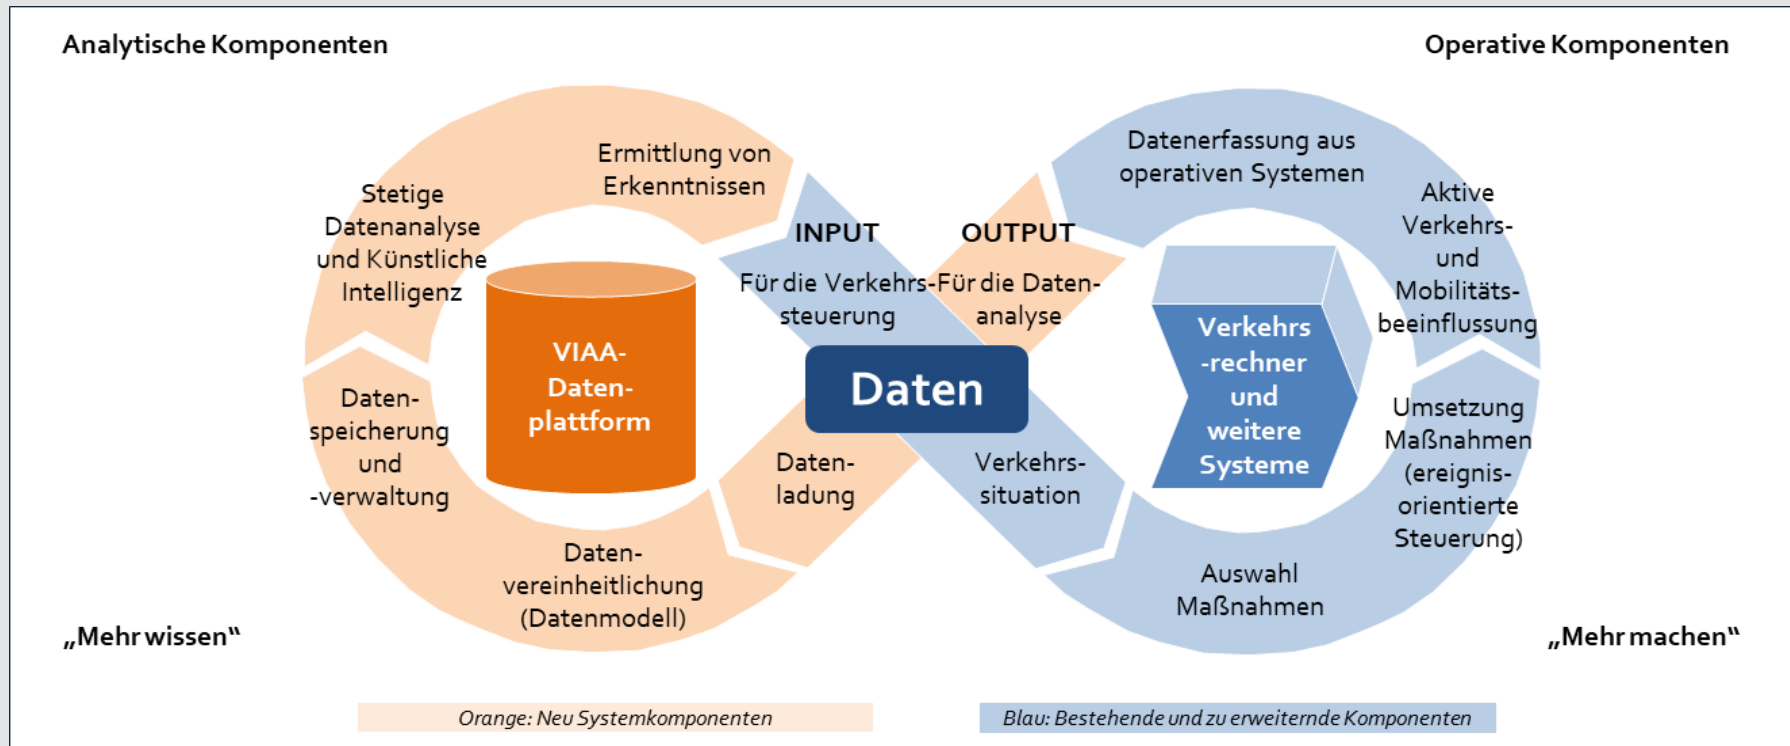 Analytische Komponenten
Operative Komponenten
Ermittlung von
Erkenntnissen
Stetige
Datenanalyse
und Künstliche
Intelligenz
VIAA-
Daten-
plattform
Daten-
speicherung
und
-verwaltung
Daten-
vereinheitlichung
(Datenmodell)
Daten-
ladung
INPUT
Für die Verkehrs-
steuerung
OUTPUT
Für die Daten-
analyse
Daten
Verkehrs-
situation
Datenerfassung aus
operativen Systemen
Aktive
Verkehrs-
und
Mobilitäts-
beeinflussung
Verkehrs
-rechner
und
weitere
Systeme
Umsetzung
Maßnahmen
(ereignis-
orientierte
Steuerung)
Auswahl
Maßnahmen
„Mehr wissen“
„Mehr machen“
Orange: Neu Systemkomponenten
Blau: Bestehende und zu erweiternde Komponenten